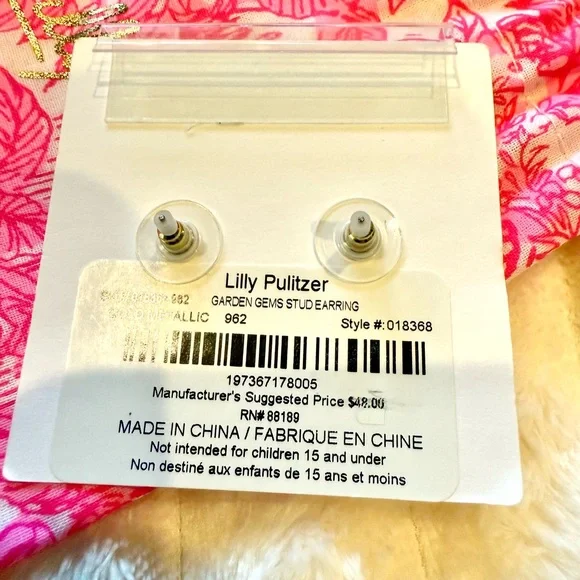 Lilly Pulitzer
962 GARDEN GEMS STUD EARRING
METALLIC 962 Style #: 018368
197367178005
Manufacturer's Suggested Price $48.00
RN# 88189
MADE IN CHINA / FABRIQUE EN CHINE
Not intended for children 15 and under
Non destiné aux enfants de 15 ans et moins